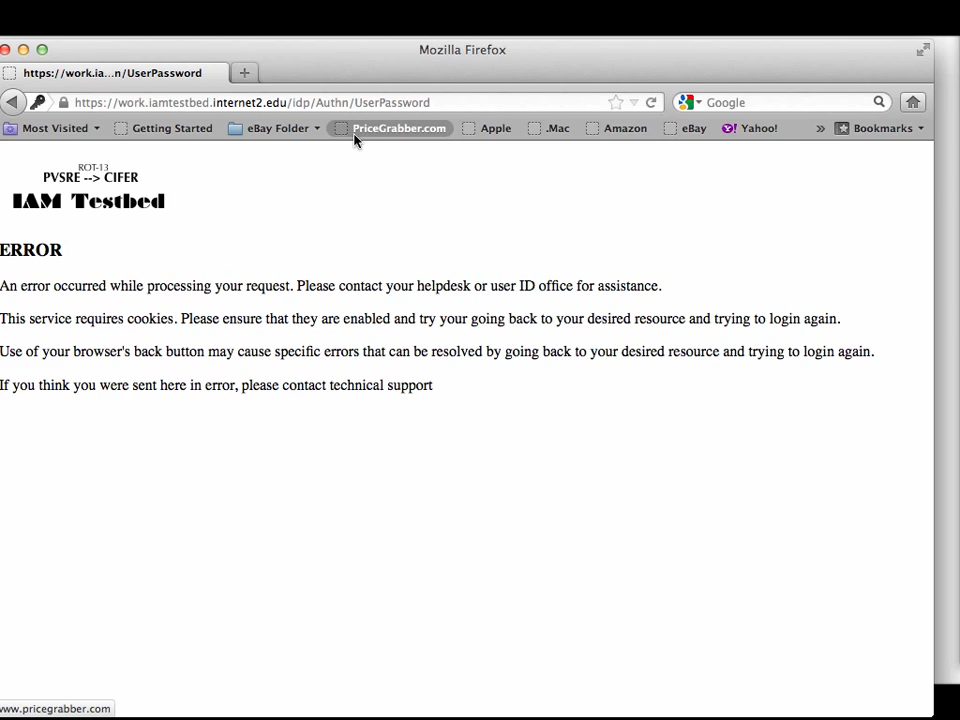 Mozilla Firefox
https://work.ia...n/UserPassword
https://work.iamtestbed.internet2.edu/idp/Authn/UserPassword
Google
Most Visited
Getting Started
eBay Folder
PriceGrabber.com
Apple
.Mac
Amazon
eBay
Yahoo!
»
Bookmarks
ROT-13
PVSRE --> CIFER
IAM Testbed
ERROR
An error occurred while processing your request. Please contact your helpdesk or user ID office for assistance.
This service requires cookies. Please ensure that they are enabled and try your going back to your desired resource and trying to login again.
Use of your browser's back button may cause specific errors that can be resolved by going back to your desired resource and trying to login again.
If you think you were sent here in error, please contact technical support
www.pricegrabber.com